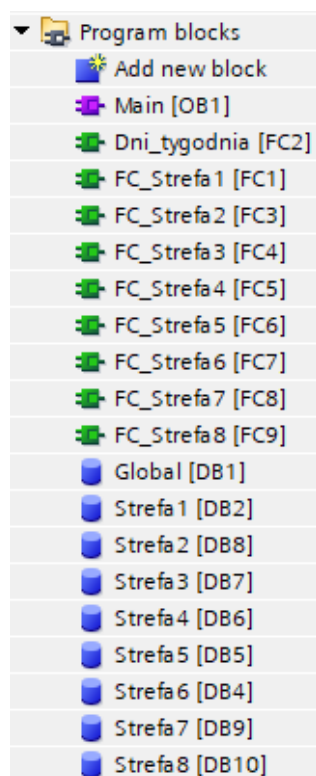 Program blocks
Add new block
Main [OB1]
Dni_tygodnia [FC2]
FC_Strefa1 [FC1]
FC_Strefa2 [FC3]
FC_Strefa3 [FC4]
FC_Strefa4 [FC5]
FC_Strefa5 [FC6]
FC_Strefa6 [FC7]
FC_Strefa7 [FC8]
FC_Strefa8 [FC9]
Global [DB1]
Strefa1 [DB2]
Strefa2 [DB8]
Strefa3 [DB7]
Strefa4 [DB6]
Strefa5 [DB5]
Strefa6 [DB4]
Strefa7 [DB9]
Strefa8 [DB10]